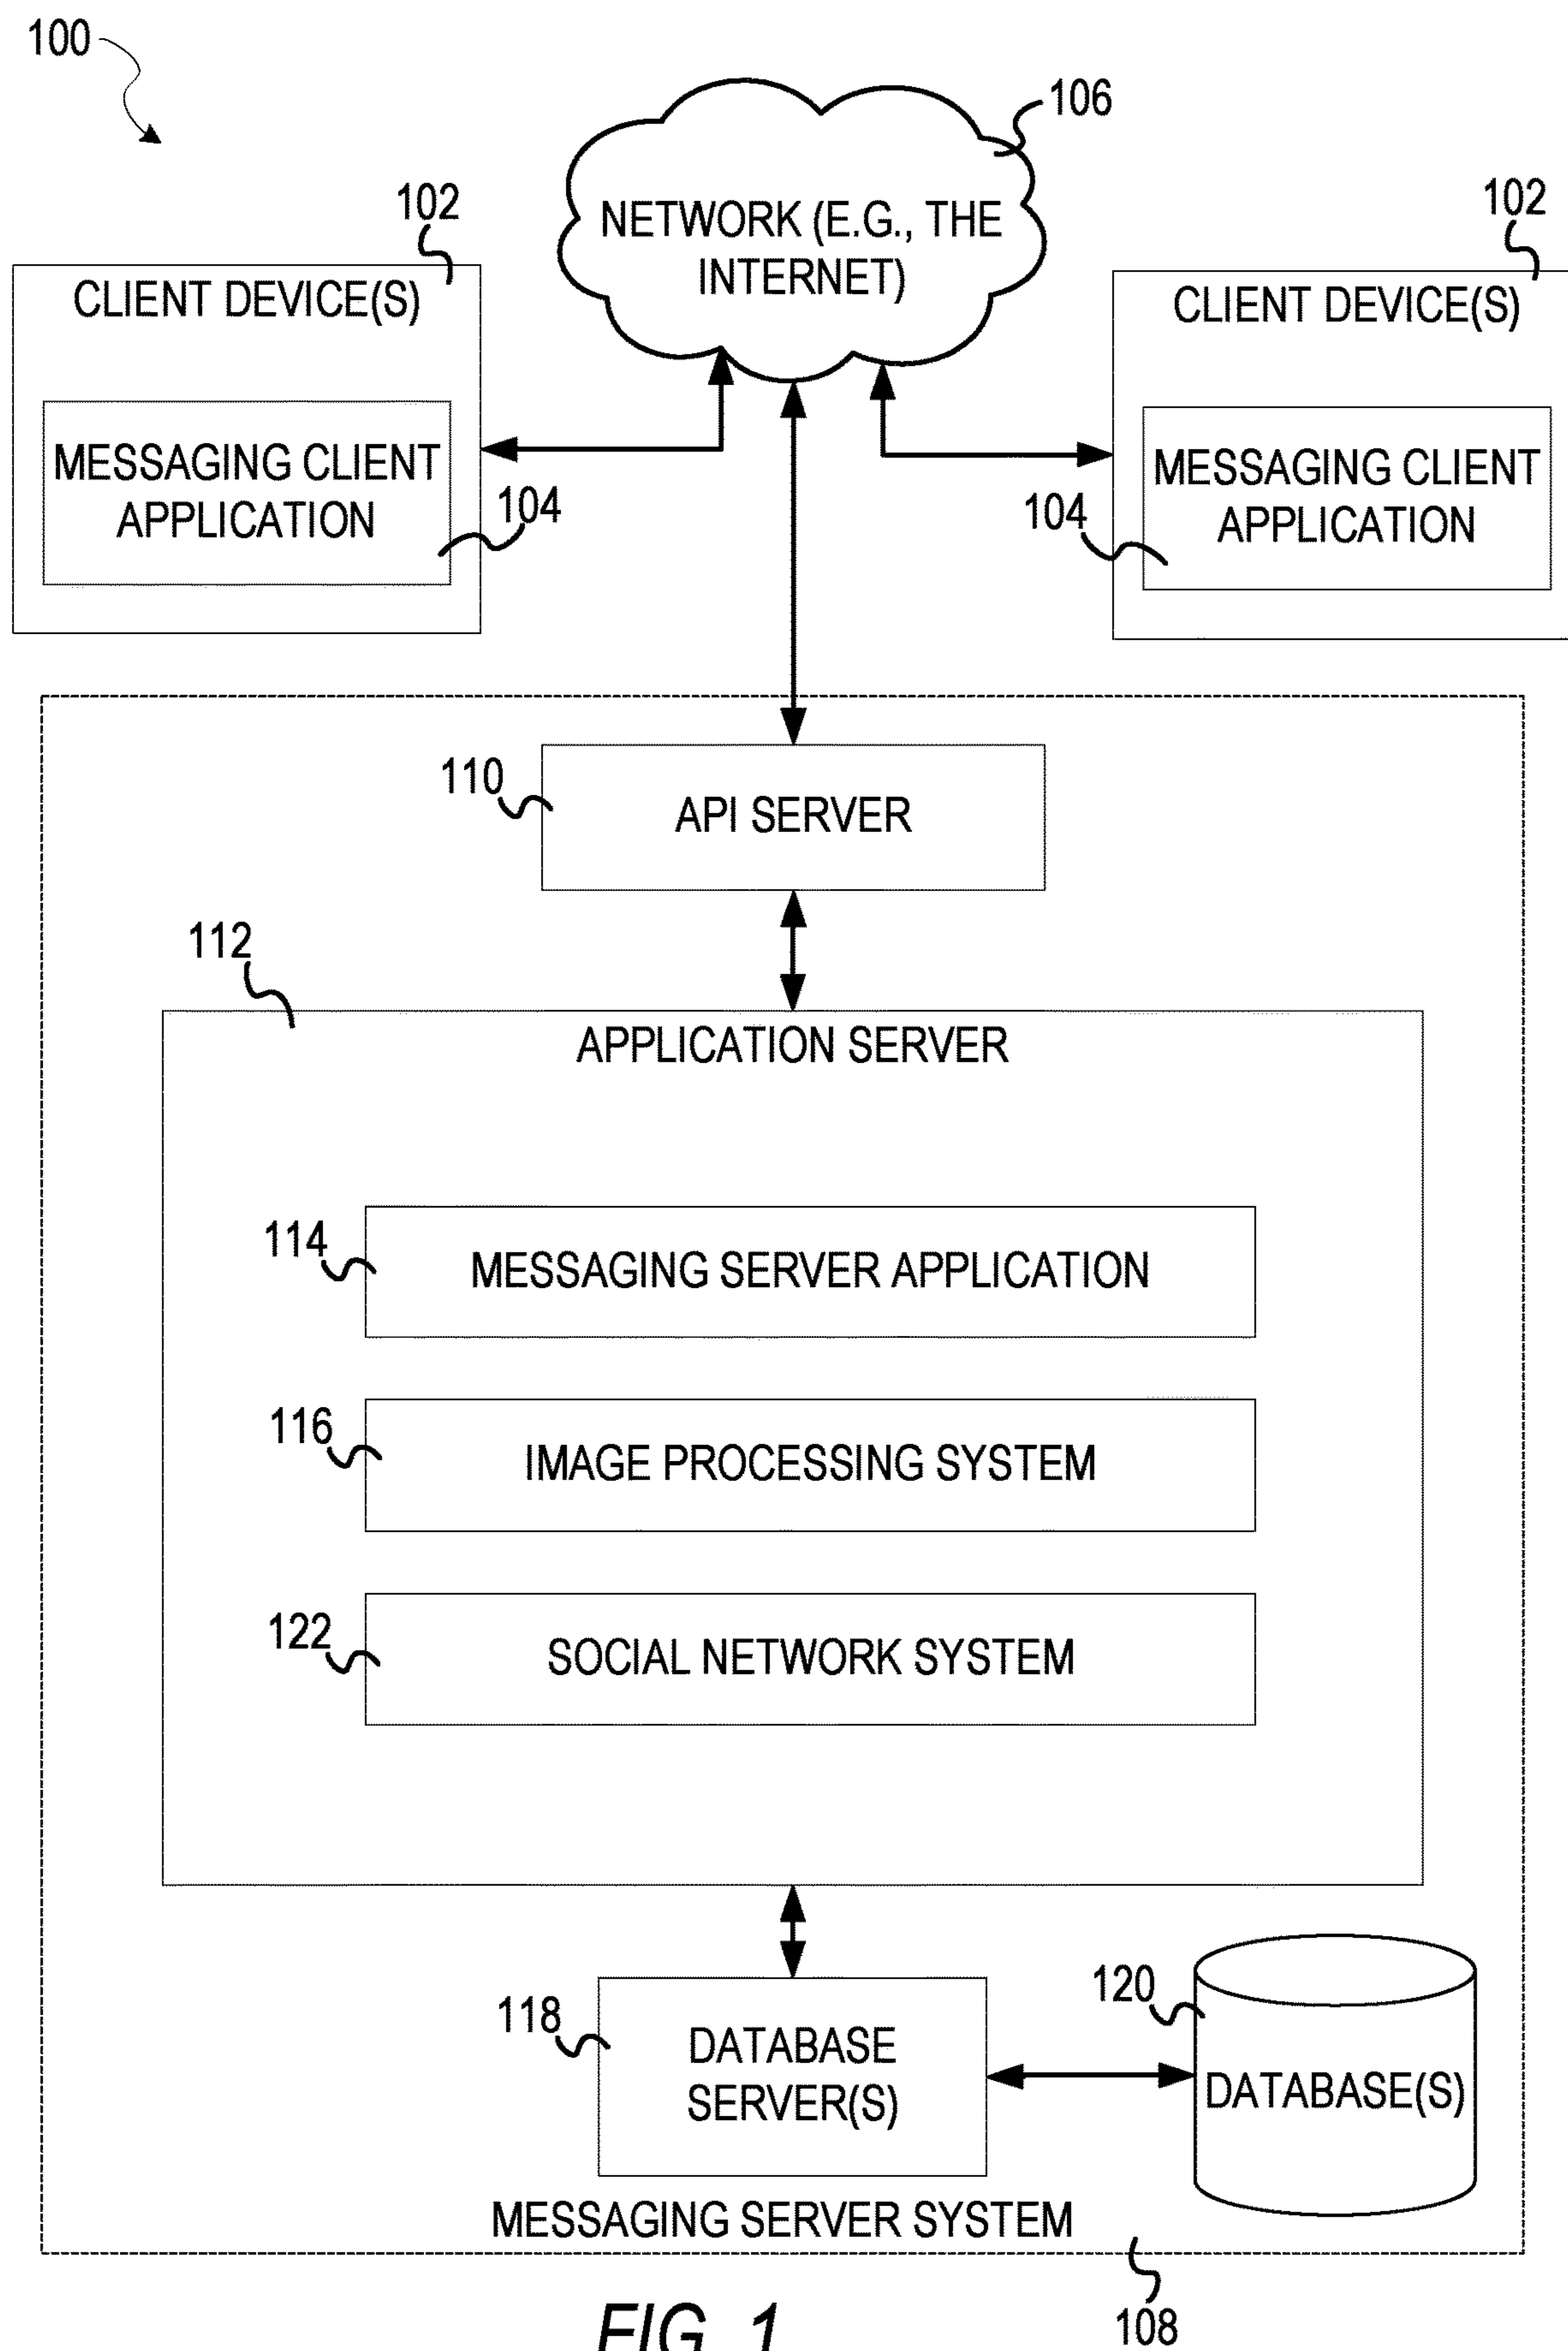 100
106
NETWORK (E.G., THE
INTERNET)
102
CLIENT DEVICE(S)
MESSAGING CLIENT
APPLICATION
104
102
CLIENT DEVICE(S)
MESSAGING CLIENT
APPLICATION
104
110
API SERVER
112
APPLICATION SERVER
114
MESSAGING SERVER APPLICATION
116
IMAGE PROCESSING SYSTEM
122
SOCIAL NETWORK SYSTEM
118
DATABASE
SERVER(S)
120
DATABASE(S)
MESSAGING SERVER SYSTEM
108
FIG. 1